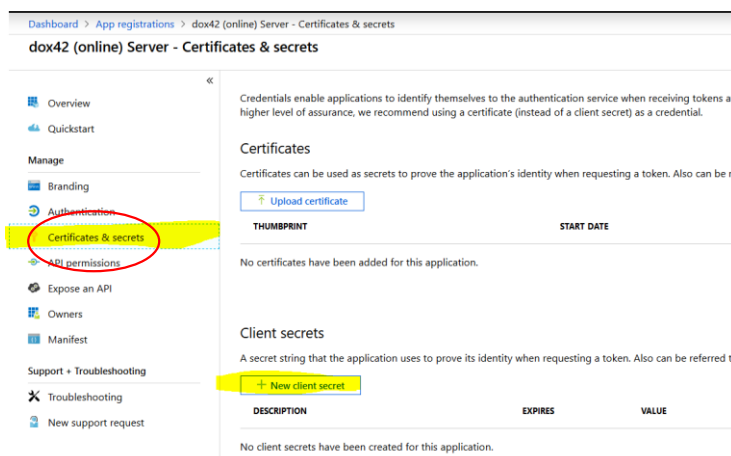 Dashboard > App registrations > dox42 (online) Server - Certificates & secrets
dox42 (online) Server - Certificates & secrets
«
Overview
Quickstart
Manage
Branding
Authentication
Certificates & secrets
API permissions
Expose an API
Owners
Manifest
Support + Troubleshooting
Troubleshooting
New support request
Credentials enable applications to identify themselves to the authentication service when receiving tokens a
higher level of assurance, we recommend using a certificate (instead of a client secret) as a credential.
Certificates
Certificates can be used as secrets to prove the application's identity when requesting a token. Also can be r
Upload certificate
THUMBPRINT START DATE
No certificates have been added for this application.
Client secrets
A secret string that the application uses to prove its identity when requesting a token. Also can be referred t
+ New client secret
DESCRIPTION EXPIRES VALUE
No client secrets have been created for this application.